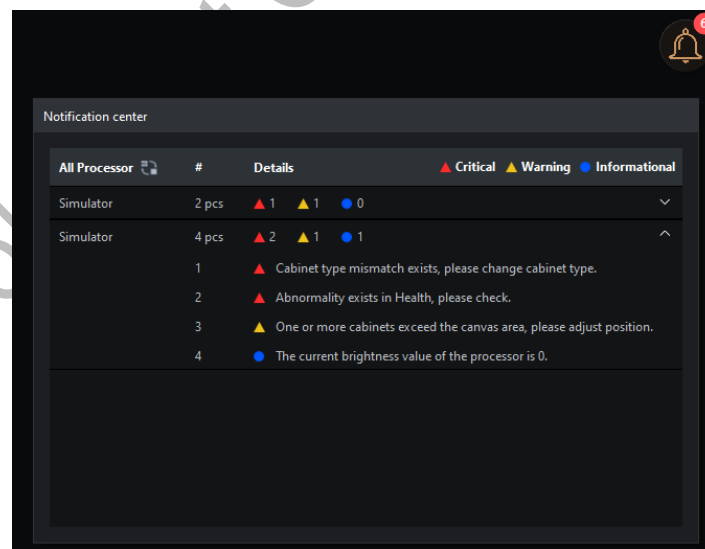 6
Notification center
All Processor # Details Critical Warning Informational
Simulator 2 pcs 1 1 0
Simulator 4 pcs 2 1 1
1 Cabinet type mismatch exists, please change cabinet type.
2 Abnormality exists in Health, please check.
3 One or more cabinets exceed the canvas area, please adjust position.
4 The current brightness value of the processor is 0.